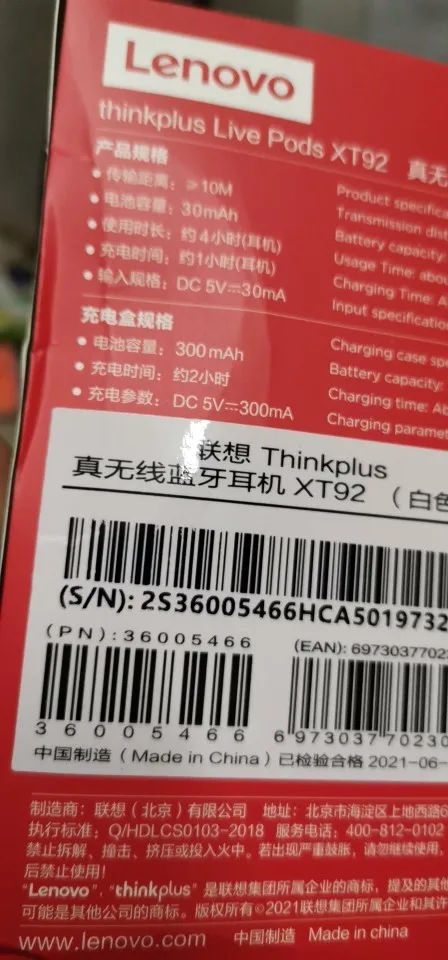 Lenovo
thinkplus Live Pods XT92 真无
产品规格
• 传输距离：>10M
• 电池容量：30mAh
• 使用时长：约4小时(耳机)
• 充电时间：约1小时(耳机)
• 输入规格：DC 5V⎓30mA
充电盒规格
• 电池容量：300mAh
• 充电时间：约2小时
• 充电参数：DC 5V⎓300mA
Product specific
Transmission dist
Battery capacity:
Usage Time: abo
Charging Time:
Input specification
Charging case spe
Battery capacity:
Charging time: A
Charging paramet
联想 Thinkplus
真无线蓝牙耳机 XT92 （白色
(S/N): 2S36005466HCA5019732
(PN):36005466
(EAN): 69730377023
36005466
6 973037 70230
中国制造（Made in China）已检验合格 2021-06-
制造商：联想（北京）有限公司 地址：北京市海淀区上地西路6
执行标准：Q/HDLCS0103-2018 服务电话：400-812-0102
禁止拆解、撞击、挤压或投入火中。若出现严重鼓胀，请勿继续使用，
后禁止使用！
“Lenovo”，“thinkplus” 是联想集团所属企业的商标，提及的其他
可能是其他公司的商标。版权所有©2021联想集团所属企业和其许
www.lenovo.com 中国制造 Made in china